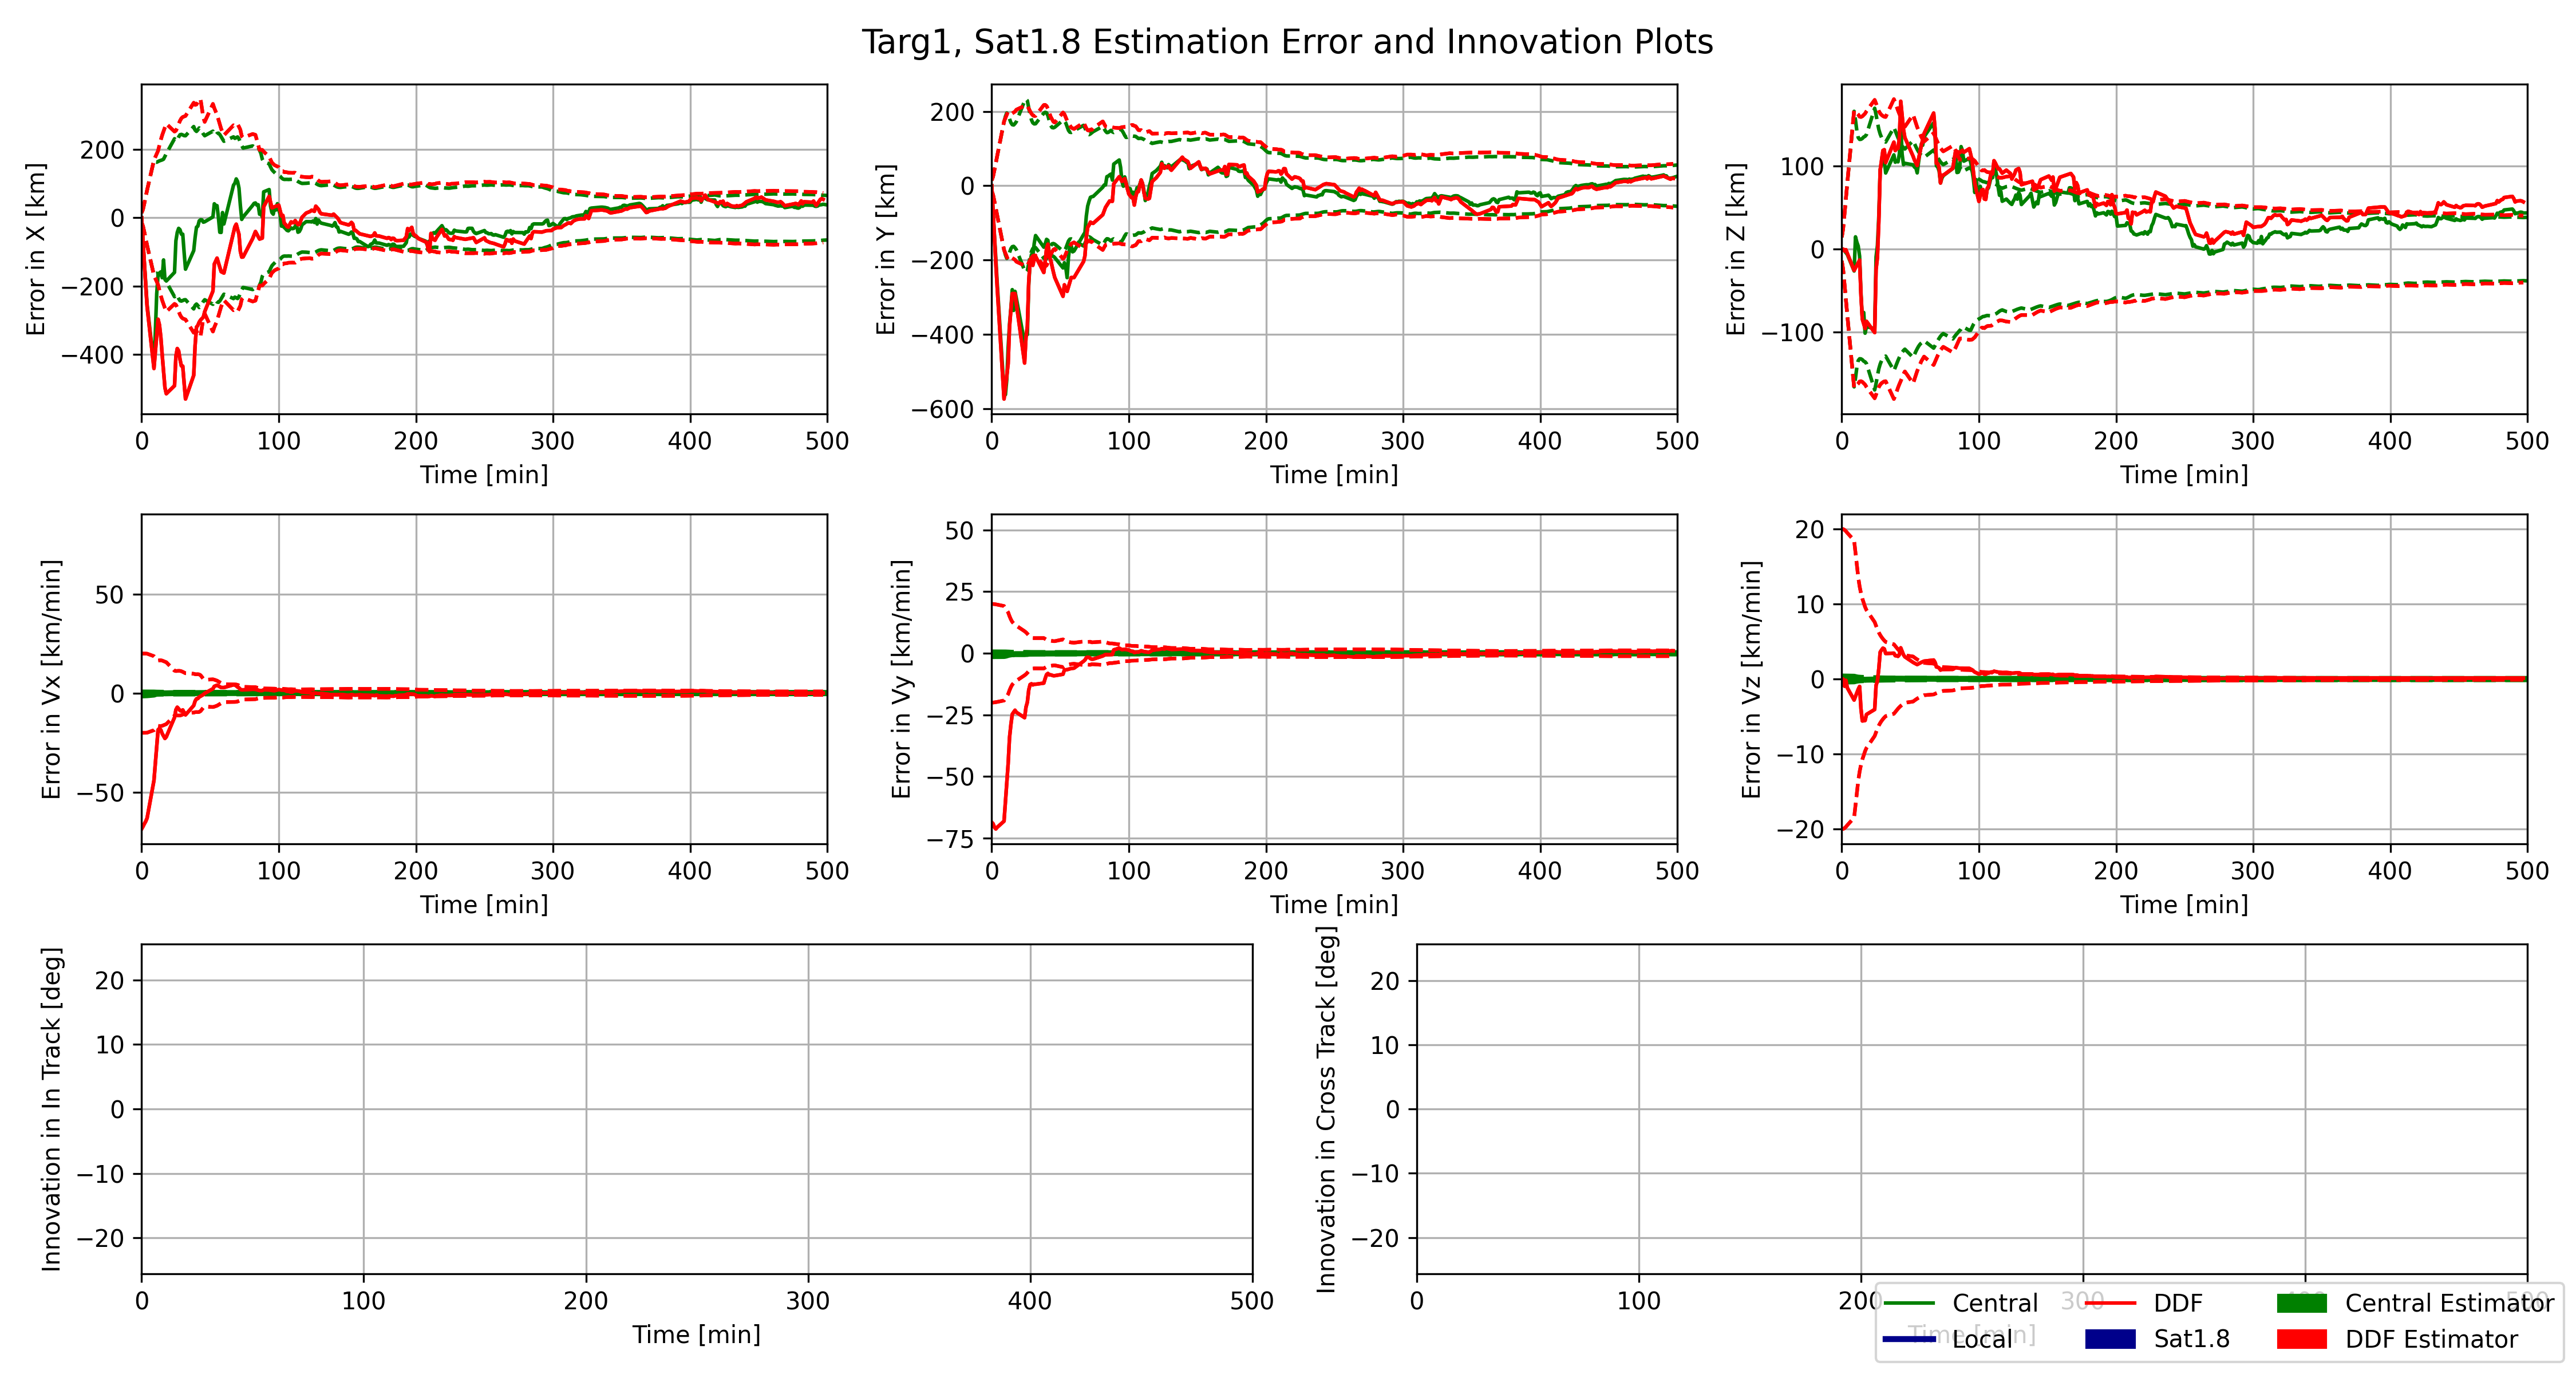 Targ1, Sat1.8 Estimation Error and Innovation Plots
Error in X [km]
200
0
−200
−400
0 100 200 300 400 500
Time [min]
Error in Y [km]
200
0
−200
−400
−600
0 100 200 300 400 500
Time [min]
Error in Z [km]
100
0
−100
0 100 200 300 400 500
Time [min]
Error in Vx [km/min]
50
0
−50
0 100 200 300 400 500
Time [min]
Error in Vy [km/min]
50
25
0
−25
−50
−75
0 100 200 300 400 500
Time [min]
Error in Vz [km/min]
20
10
0
−10
−20
0 100 200 300 400 500
Time [min]
Innovation in In Track [deg]
20
10
0
−10
−20
0 100 200 300 400 500
Time [min]
Innovation in Cross Track [deg]
20
10
0
−10
−20
0 100 200 300 400 500
Time [min]
Central DDF Central Estimator
Local Sat1.8 DDF Estimator